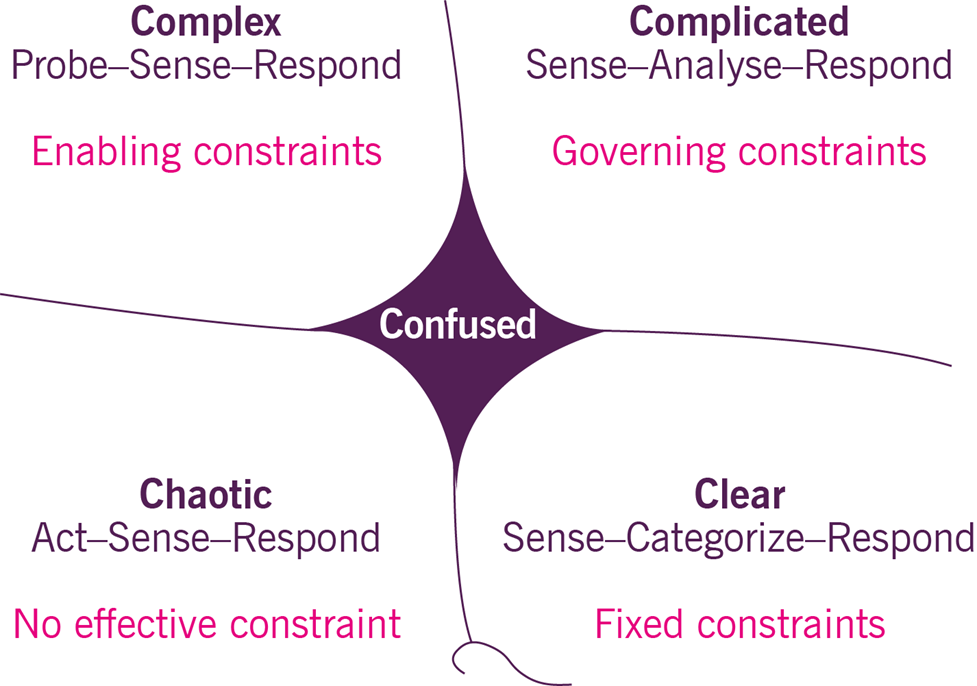 Complex
Probe–Sense–Respond
Enabling constraints
Complicated
Sense–Analyse–Respond
Governing constraints
Confused
Chaotic
Act–Sense–Respond
No effective constraint
Clear
Sense–Categorize–Respond
Fixed constraints